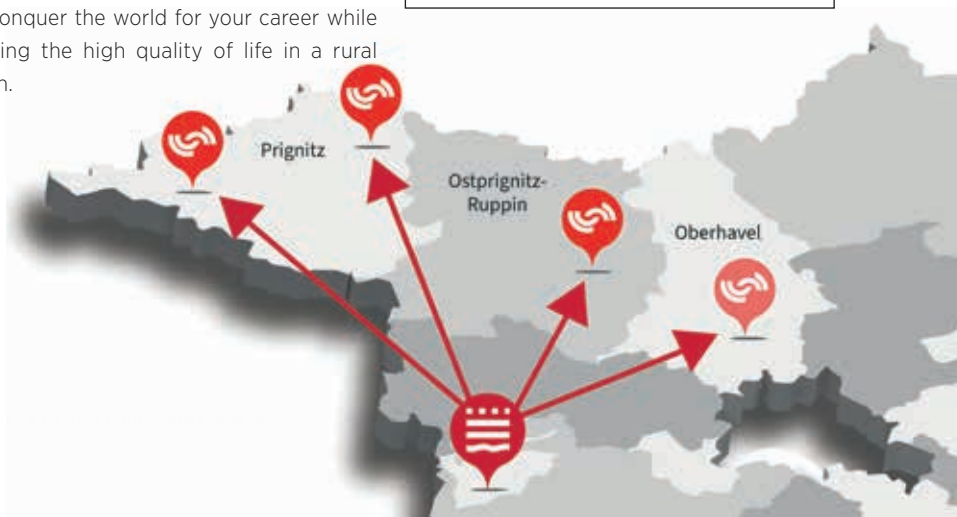 onquer the world for your career while
ing the high quality of life in a rural
n.
Prignitz
Ostprignitz-
Ruppin
Oberhavel